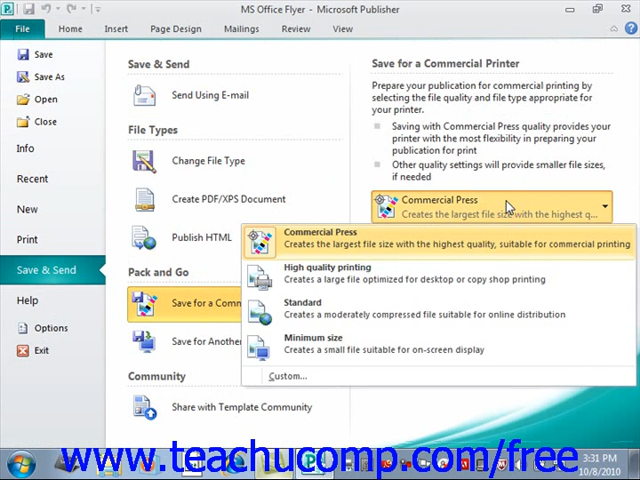 MS Office Flyer - Microsoft Publisher
File Home Insert Page Design Mailings Review View
Save
Save As
Open
Close
Info
Recent
New
Print
Save & Send
Help
Options
Exit
Save & Send
Send Using E-mail
File Types
Change File Type
Create PDF/XPS Document
Publish HTML
Pack and Go
Save for a Comm
Save for Another
Community
Share with Template Community
Save for a Commercial Printer
Prepare your publication for commercial printing by
selecting the file quality and file type appropriate for
your printer.
Saving with Commercial Press quality provides your
printer with the most flexibility in preparing your
publication for print
Other quality settings will provide smaller file sizes,
if needed
Commercial Press
Creates the largest file size with the highest q...
Commercial Press
Creates the largest file size with the highest quality, suitable for commercial printing
High quality printing
Creates a large file optimized for desktop or copy shop printing
Standard
Creates a moderately compressed file suitable for online distribution
Minimum size
Creates a small file suitable for on-screen display
Custom...
www.teachucomp.com/free
3:31 PM
10/8/2010